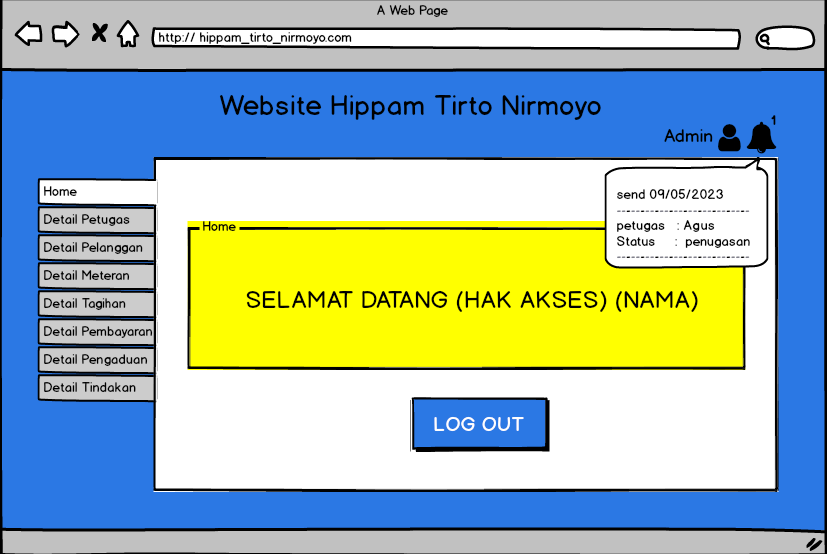 A Web Page
http:// hippam_tirto_nirmoyo.com
Website Hippam Tirto Nirmoyo
Admin 1
send 09/05/2023
--------------------------
petugas : Agus
Status : penugasan
--------------------------
Home
Detail Petugas
Detail Pelanggan
Detail Meteran
Detail Tagihan
Detail Pembayaran
Detail Pengaduan
Detail Tindakan
Home
SELAMAT DATANG (HAK AKSES) (NAMA)
LOG OUT